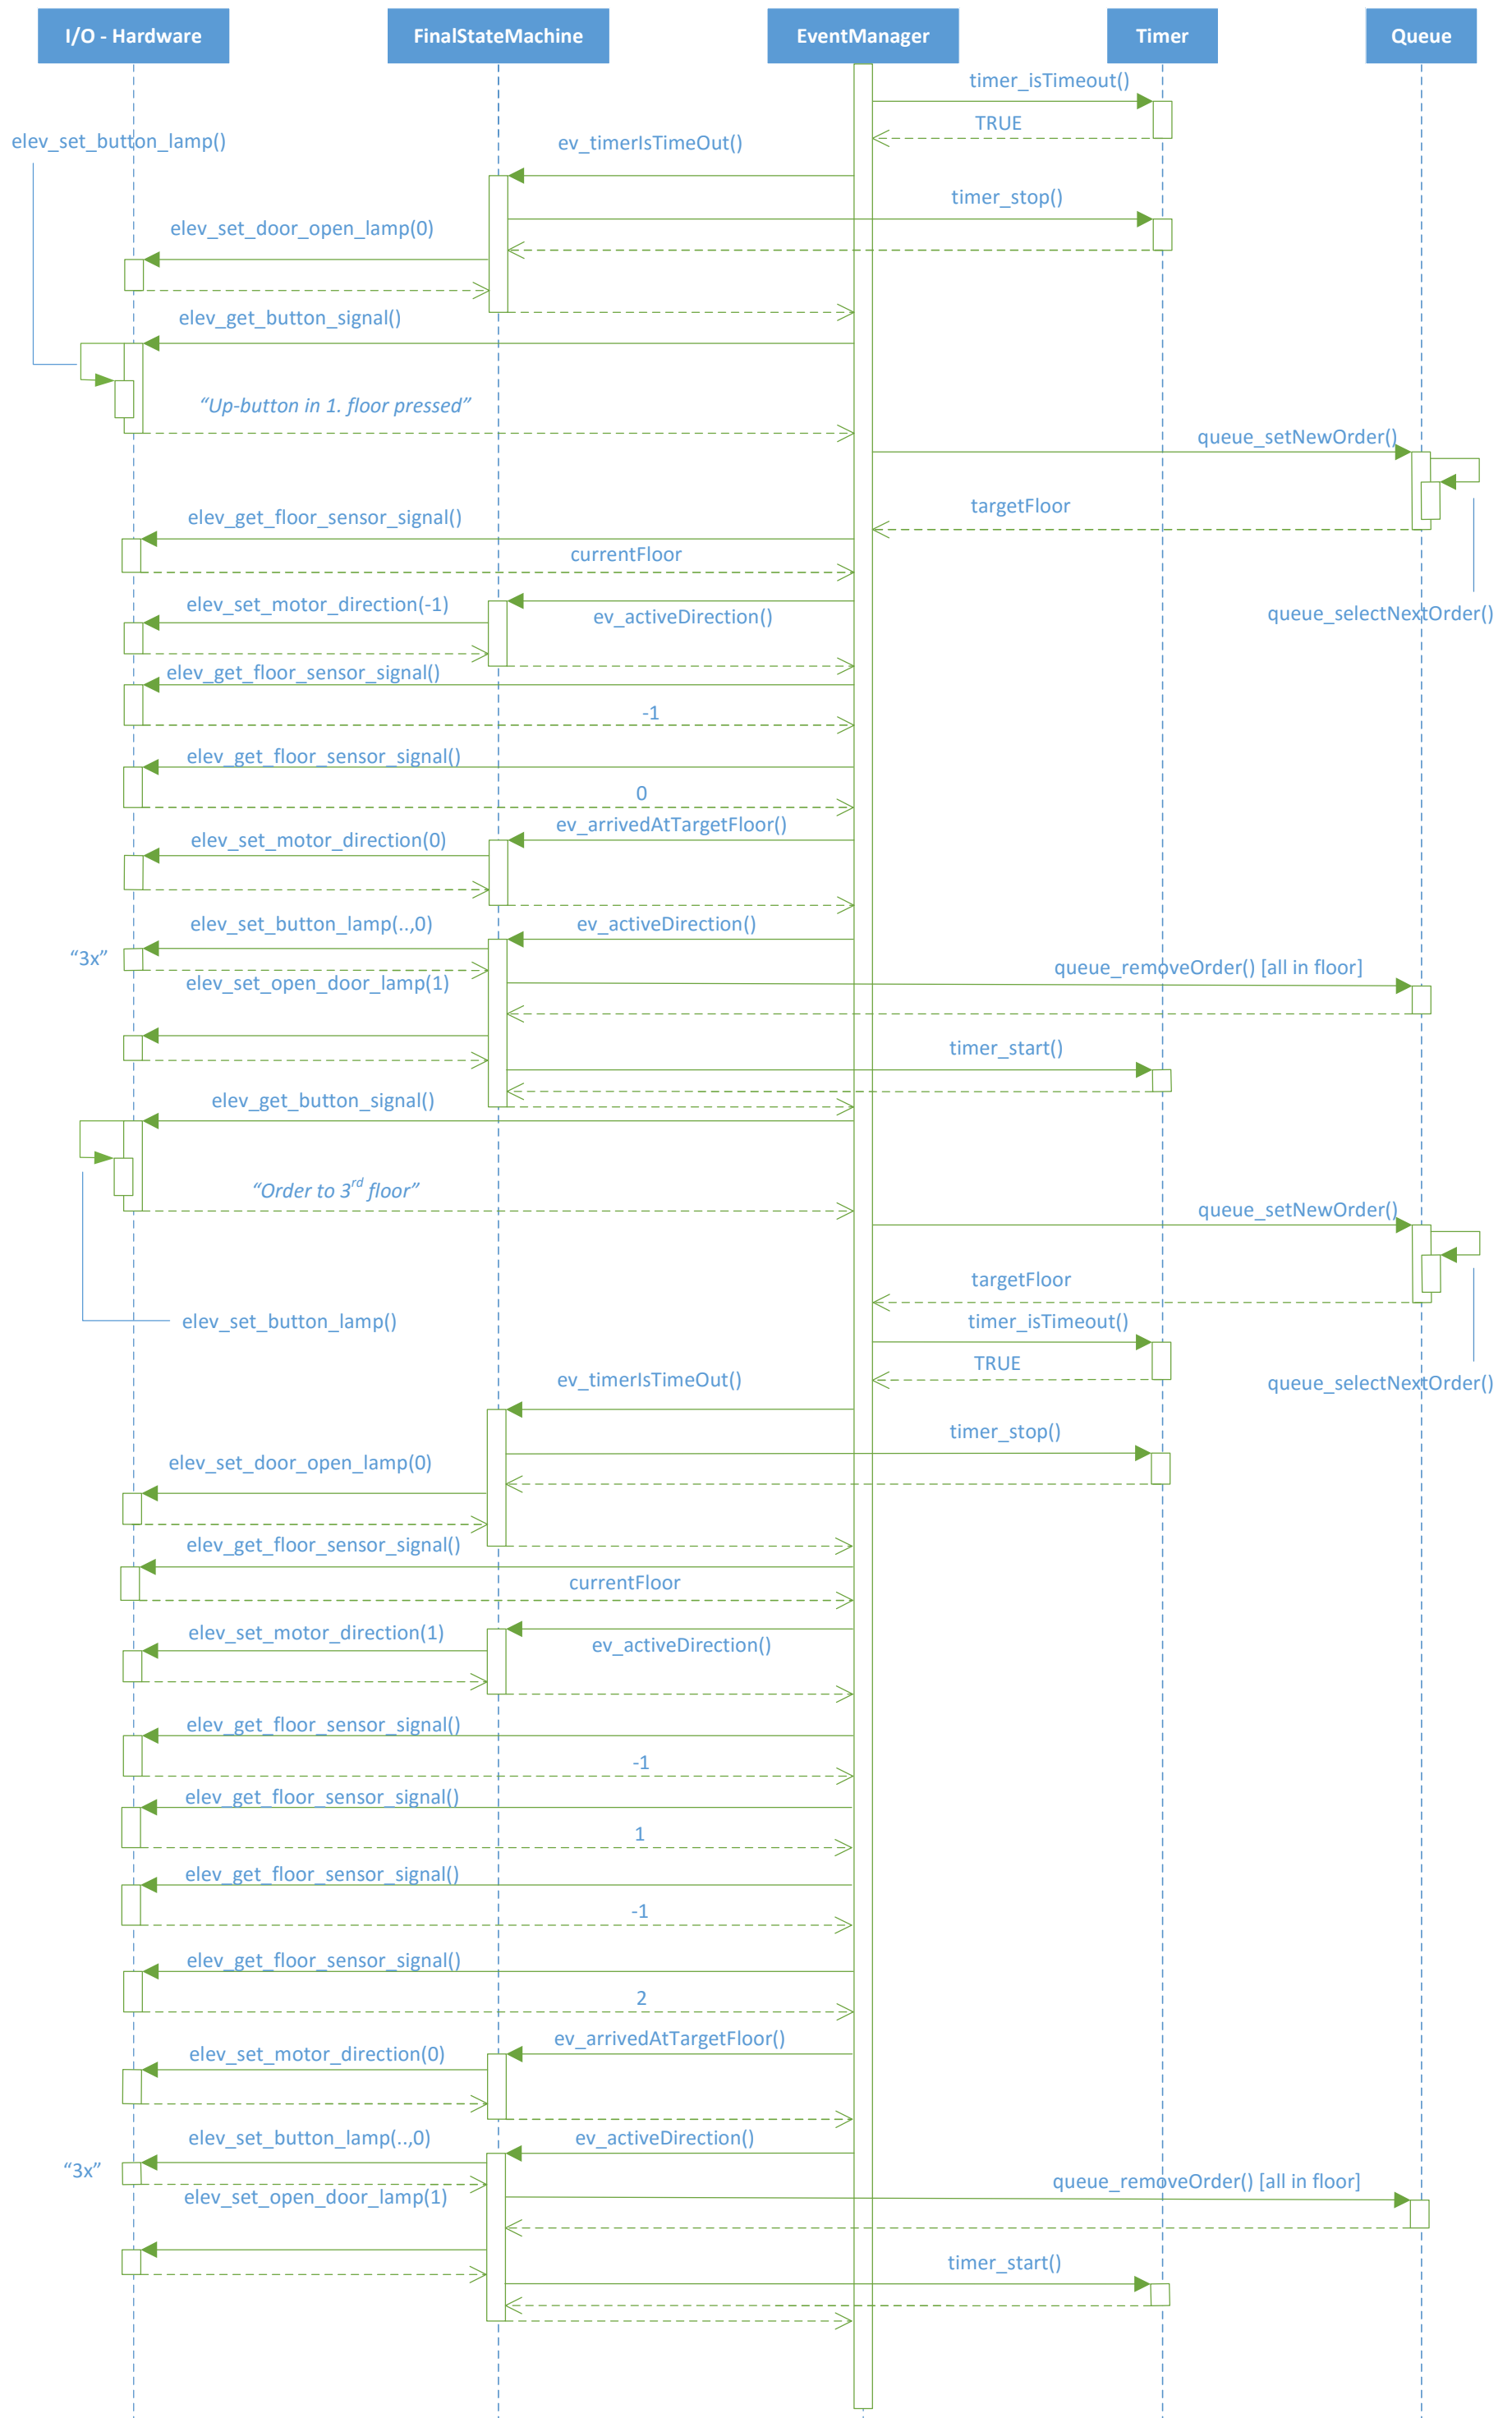 I/O - Hardware
FinalStateMachine
EventManager
Timer
Queue
timer_isTimeout()
TRUE
elev_set_button_lamp()
ev_timerIsTimeOut()
timer_stop()
elev_set_door_open_lamp(0)
elev_get_button_signal()
“Up-button in 1. floor pressed”
queue_setNewOrder()
targetFloor
elev_get_floor_sensor_signal()
currentFloor
elev_set_motor_direction(-1)
ev_activeDirection()
queue_selectNextOrder()
elev_get_floor_sensor_signal()
-1
elev_get_floor_sensor_signal()
0
ev_arrivedAtTargetFloor()
elev_set_motor_direction(0)
elev_set_button_lamp(..,0)
ev_activeDirection()
“3x”
queue_removeOrder() [all in floor]
elev_set_open_door_lamp(1)
timer_start()
elev_get_button_signal()
“Order to 3rd floor”
queue_setNewOrder()
targetFloor
elev_set_button_lamp()
timer_isTimeout()
TRUE
ev_timerIsTimeOut()
queue_selectNextOrder()
timer_stop()
elev_set_door_open_lamp(0)
elev_get_floor_sensor_signal()
currentFloor
elev_set_motor_direction(1)
ev_activeDirection()
elev_get_floor_sensor_signal()
-1
elev_get_floor_sensor_signal()
1
elev_get_floor_sensor_signal()
-1
elev_get_floor_sensor_signal()
2
ev_arrivedAtTargetFloor()
elev_set_motor_direction(0)
elev_set_button_lamp(..,0)
ev_activeDirection()
“3x”
queue_removeOrder() [all in floor]
elev_set_open_door_lamp(1)
timer_start()